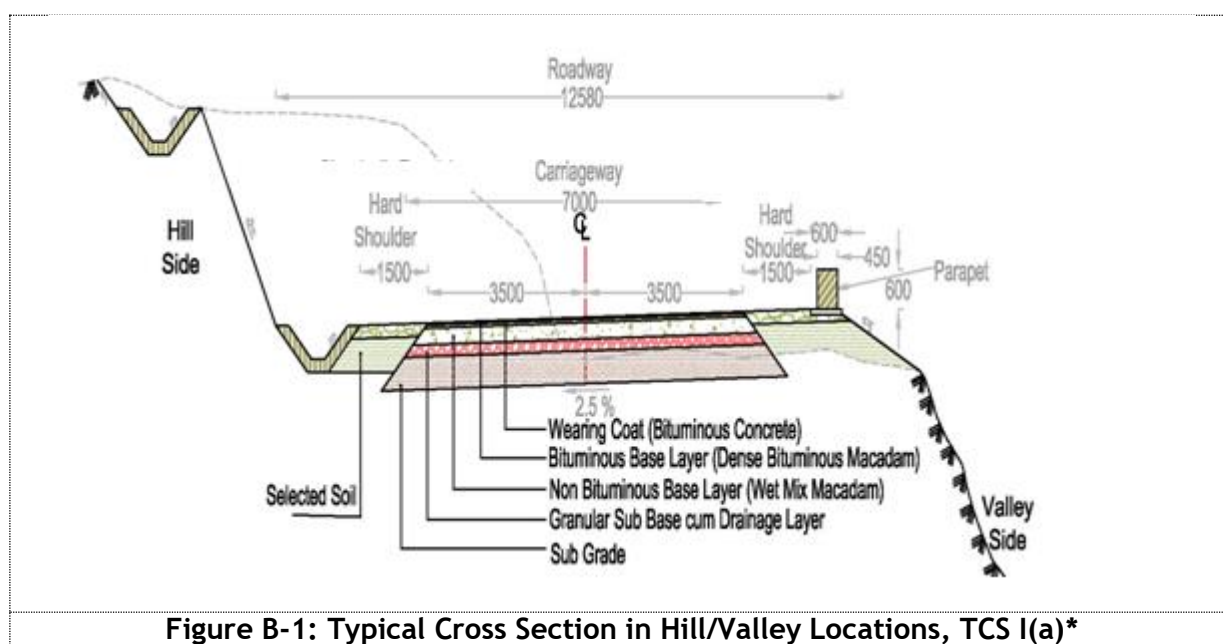 Roadway
12580
Carriageway
7000
Hard
Shoulder
1500
Hard
Shoulder
1500
600
450
600
Parapet
CL
3500
3500
Hill
Side
2.5 %
Wearing Coat (Bituminous Concrete)
Bituminous Base Layer (Dense Bituminous Macadam)
Non Bituminous Base Layer (Wet Mix Macadam)
Granular Sub Base cum Drainage Layer
Sub Grade
Selected Soil
Valley
Side
Figure B-1: Typical Cross Section in Hill/Valley Locations, TCS I(a)*